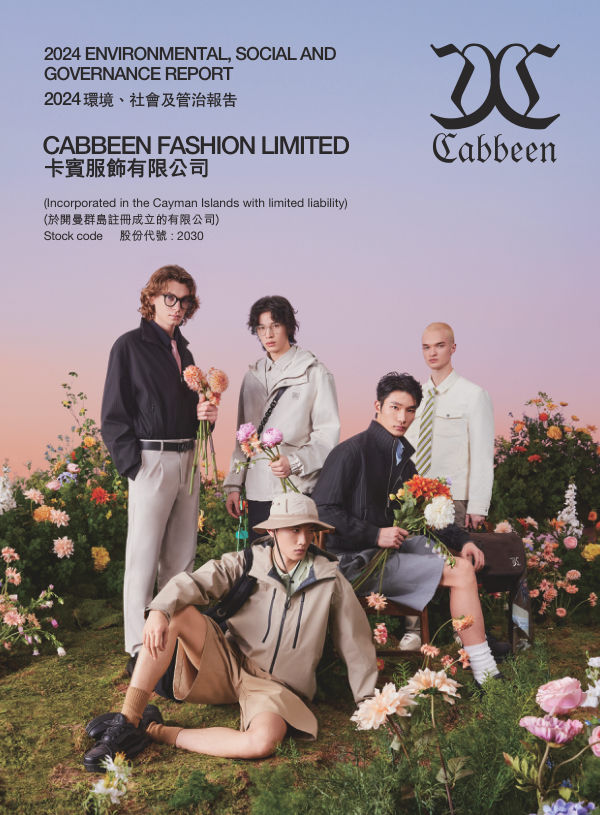 2024 ENVIRONMENTAL, SOCIAL AND
GOVERNANCE REPORT
2024 環境、社會及管治報告
CABBEEN FASHION LIMITED
卡賓服飾有限公司
(Incorporated in the Cayman Islands with limited liability)
(於開曼群島註冊成立的有限公司)
Stock code 股份代號 : 2030
Cabbeen